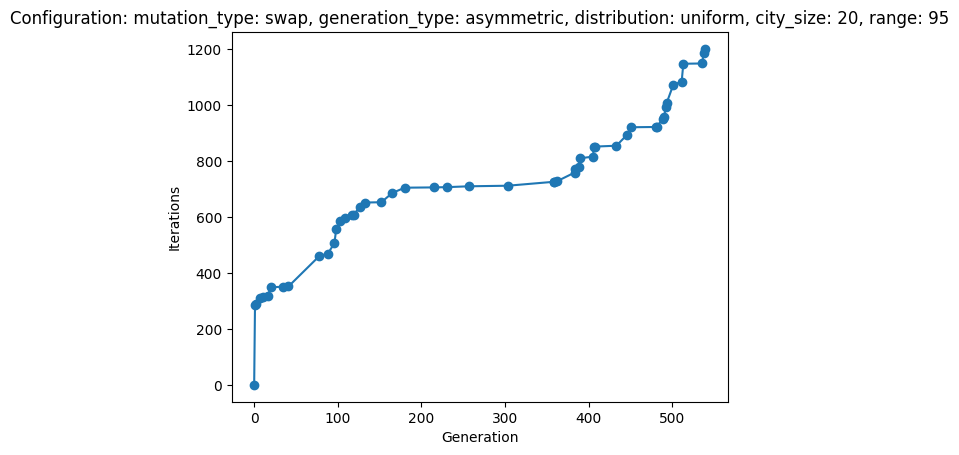 Configuration: mutation_type: swap, generation_type: asymmetric, distribution: uniform, city_size: 20, range: 95
1200
1000
800
600
400
200
0
Iterations
0 100 200 300 400 500
Generation